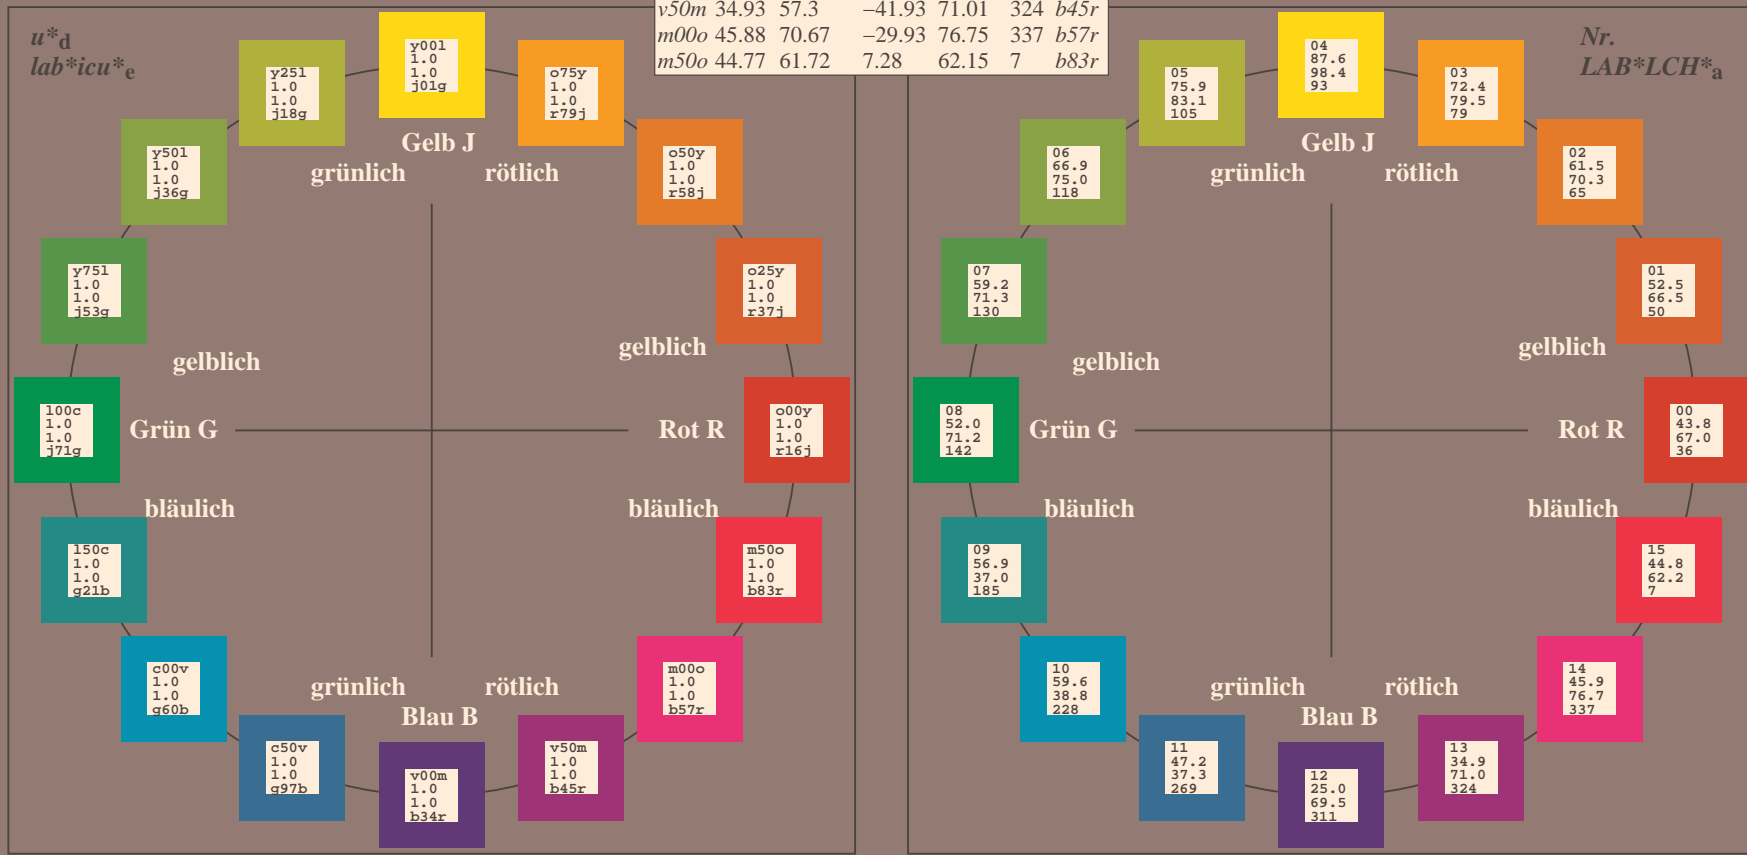 v50m 34.93 57.3 −41.93 71.01 324 b45r
m00o 45.88 70.67 −29.93 76.75 337 b57r
m50o 44.77 61.72 7.28 62.15 7 b83r
u*d
lab*icu*e
y00l
1.0
1.0
j01g
y25l
1.0
1.0
j18g
o75y
1.0
1.0
r79j
y50l
1.0
1.0
j36g
o50y
1.0
1.0
r58j
Gelb J
grünlich rötlich
y75l
1.0
1.0
j53g
o25y
1.0
1.0
r37j
gelblich
gelblich
l00c
1.0
1.0
j71g
Grün G
Rot R
o00y
1.0
1.0
r16j
bläulich
bläulich
l50c
1.0
1.0
g21b
m50o
1.0
1.0
b83r
c00v
1.0
1.0
g60b
m00o
1.0
1.0
b57r
grünlich rötlich
Blau B
c50v
1.0
1.0
g97b
v00m
1.0
1.0
b34r
v50m
1.0
1.0
b45r
Nr.
LAB*LCH*a
04
87.6
98.4
93
05
75.9
83.1
105
03
72.4
79.5
79
06
66.9
75.0
118
02
61.5
70.3
65
Gelb J
grünlich rötlich
07
59.2
71.3
130
01
52.5
66.5
50
gelblich
gelblich
08
52.0
71.2
142
Grün G
Rot R
00
43.8
67.0
36
bläulich
bläulich
09
56.9
37.0
185
15
44.8
62.2
7
10
59.6
38.8
228
14
45.9
76.7
337
grünlich rötlich
Blau B
11
47.2
37.3
269
12
25.0
69.5
311
13
34.9
71.0
324